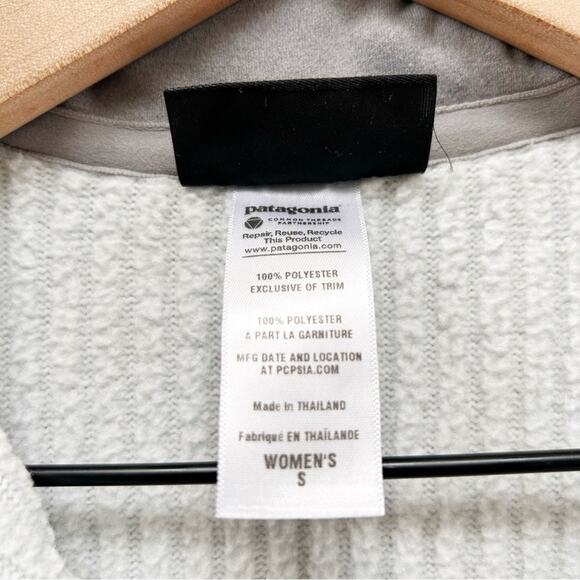 patagonia
COMMON THREADS
PARTNERSHIP
Repair, Reuse, Recycle
This Product
www.patagonia.com
100% POLYESTER
EXCLUSIVE OF TRIM
100% POLYESTER
A PART LA GARNITURE
MFG DATE AND LOCATION
AT PCPSIA.COM
Made in THAILAND
Fabriqué EN THAÏLANDE
WOMEN'S
S